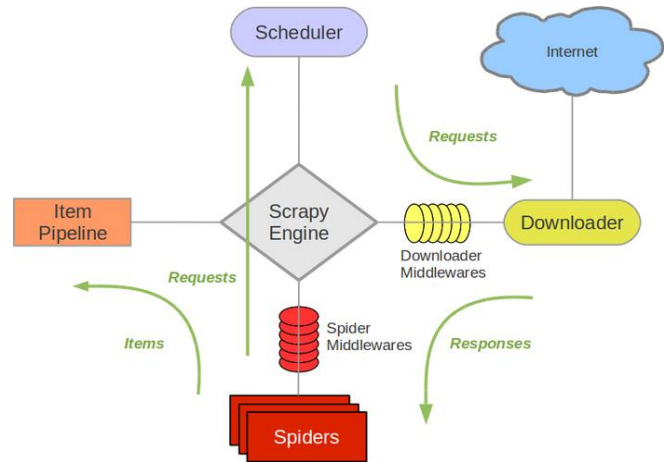 Scheduler
Internet
Requests
Item
Pipeline
Scrapy
Engine
Downloader
Downloader
Middlewares
Requests
Spider
Middlewares
Items
Responses
Spiders